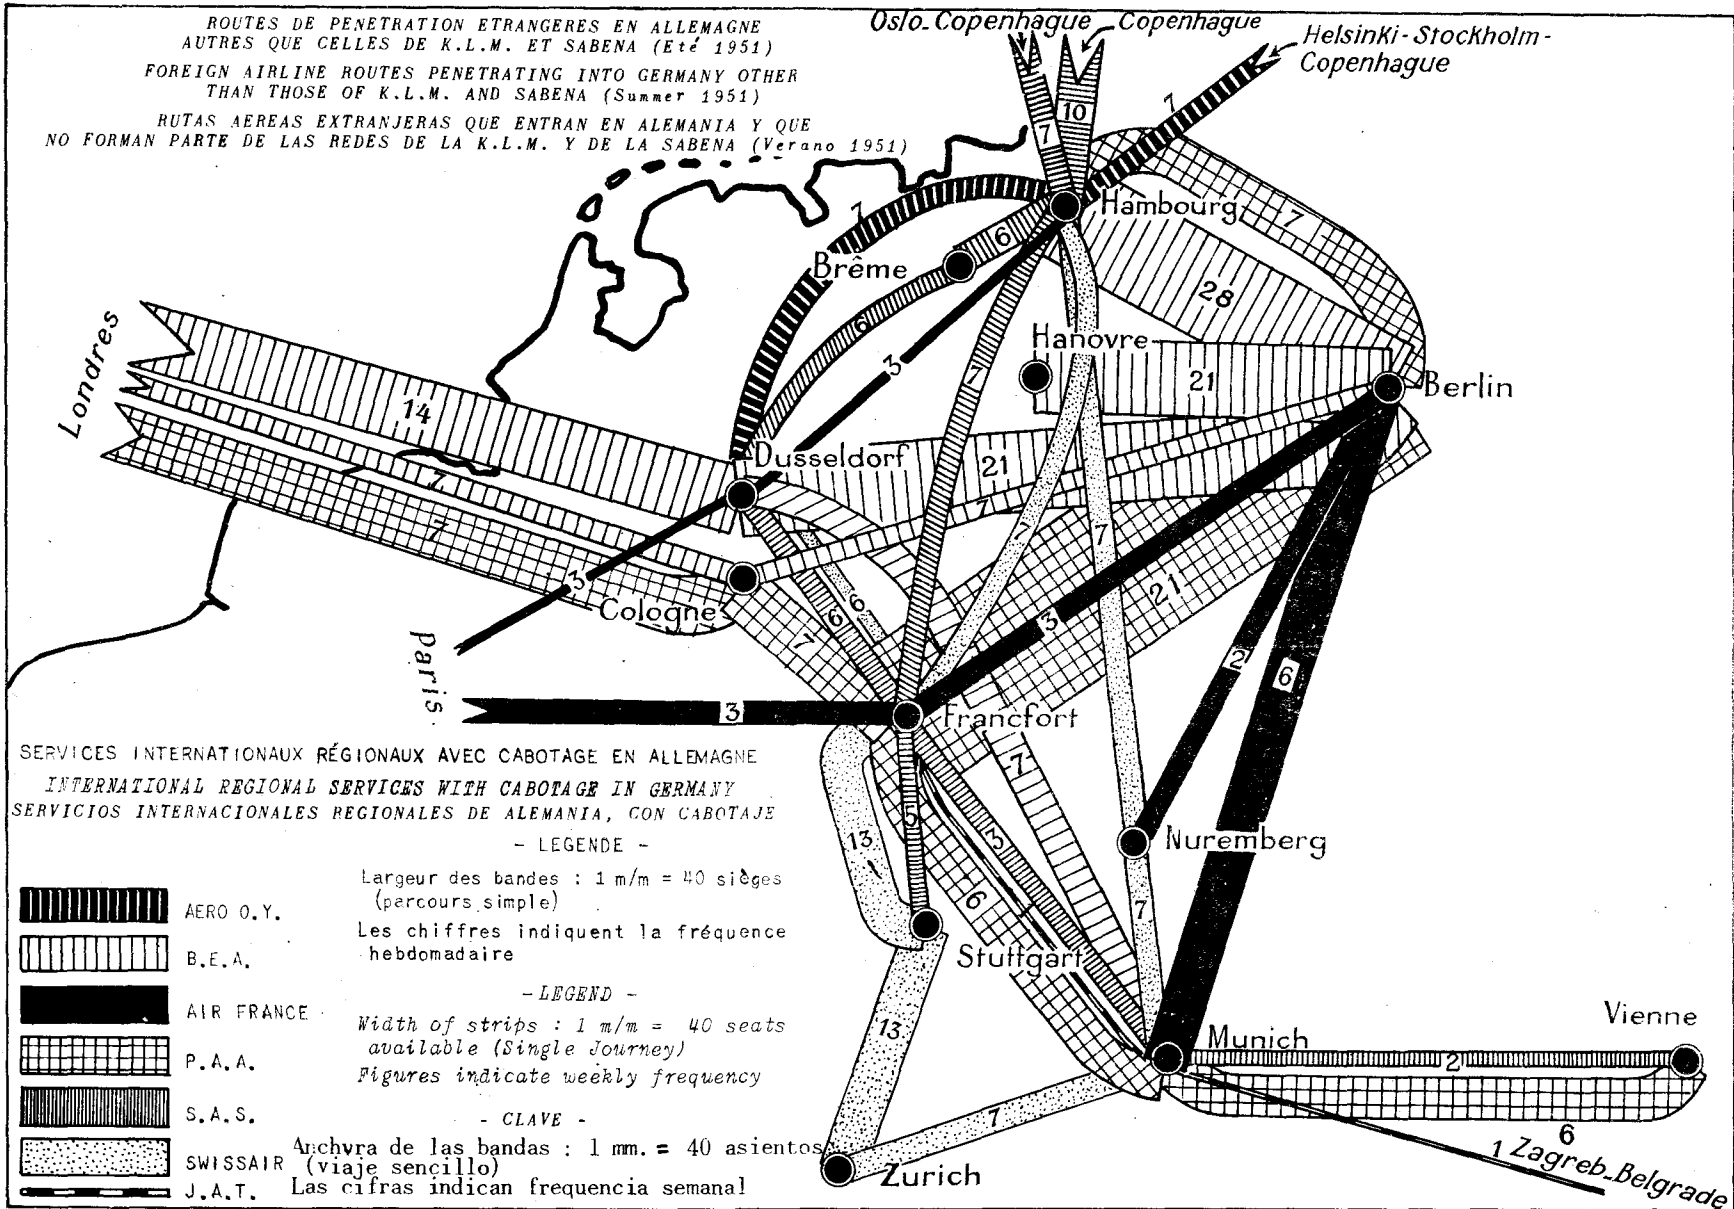 ROUTES DE PENETRATION ETRANGERES EN ALLEMAGNE
AUTRES QUE CELLES DE K.L.M. ET SABENA (Eté 1951)
FOREIGN AIRLINE ROUTES PENETRATING INTO GERMANY OTHER
THAN THOSE OF K.L.M. AND SABENA (Summer 1951)
RUTAS AEREAS EXTRANJERAS QUE ENTRAN EN ALEMANIA Y QUE
NO FORMAN PARTE DE LAS REDES DE LA K.L.M. Y DE LA SABENA (Verano 1951)
Oslo-Copenhague
Copenhague
Helsinki-Stockholm-
Copenhague
7
10
7
Hambourg
7
7
6
Brême
28
6
Hanovre
3
7
21
Berlin
Londres
14
Dusseldorf
21
7
7
7
7
7
3
Cologne
6
6
7
21
3
2
6
Paris
3
Francfort
7
SERVICES INTERNATIONAUX RÉGIONAUX AVEC CABOTAGE EN ALLEMAGNE
INTERNATIONAL REGIONAL SERVICES WITH CABOTAGE IN GERMANY
SERVICIOS INTERNACIONALES REGIONALES DE ALEMANIA, CON CABOTAJE
5
13
3
Nuremberg
6
7
Stuttgart
- LEGENDE -
Largeur des bandes : 1 m/m = 40 sièges
(parcours simple)
Les chiffres indiquent la fréquence
hebdomadaire
AERO O.Y.
B.E.A.
AIR FRANCE
P.A.A.
S.A.S.
SWISSAIR
J.A.T.
- LEGEND -
Width of strips : 1 m/m = 40 seats
available (Single Journey)
Figures indicate weekly frequency
- CLAVE -
Anchvra de las bandas : 1 mm. = 40 asientos
(viaje sencillo)
Las cifras indican frequencia semanal
13
7
Zurich
Munich
Vienne
2
6
1 Zagreb-Belgrade